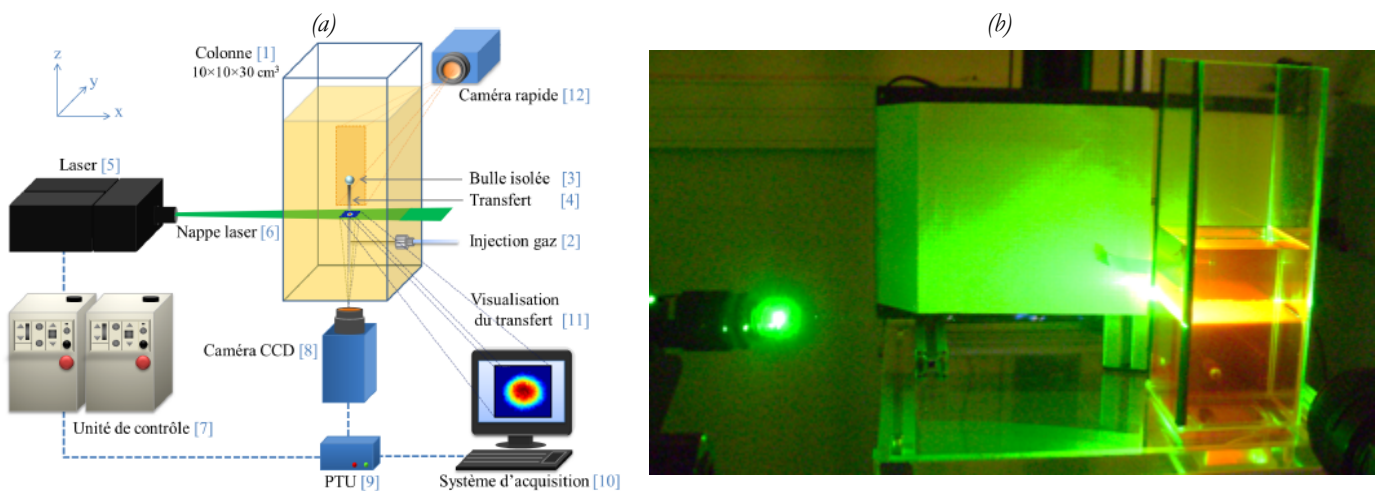 (a)
(b)
Colonne [1]
10×10×30 cm³
z
y
x
Caméra rapide [12]
Laser [5]
Bulle isolée [3]
Transfert [4]
Nappe laser [6]
Injection gaz [2]
Visualisation
du transfert [11]
Caméra CCD [8]
Unité de contrôle [7]
PTU [9]
Système d'acquisition [10]